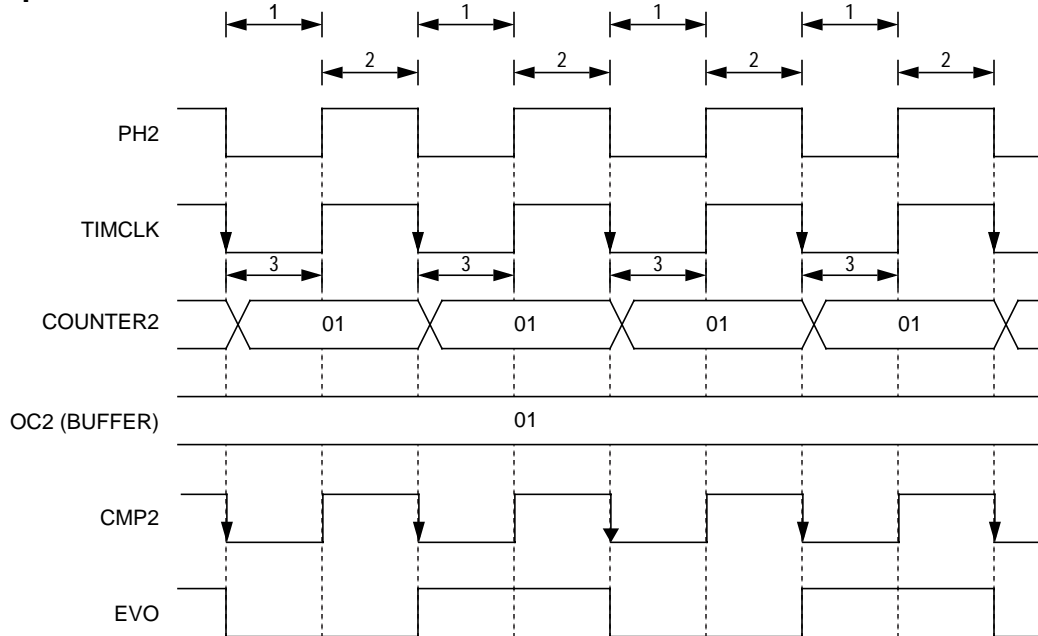 1 1 1 1
2 2 2 2
PH2
TIMCLK
3 3 3 3
COUNTER2 01 01 01 01
OC2 (BUFFER) 01
CMP2
EVO